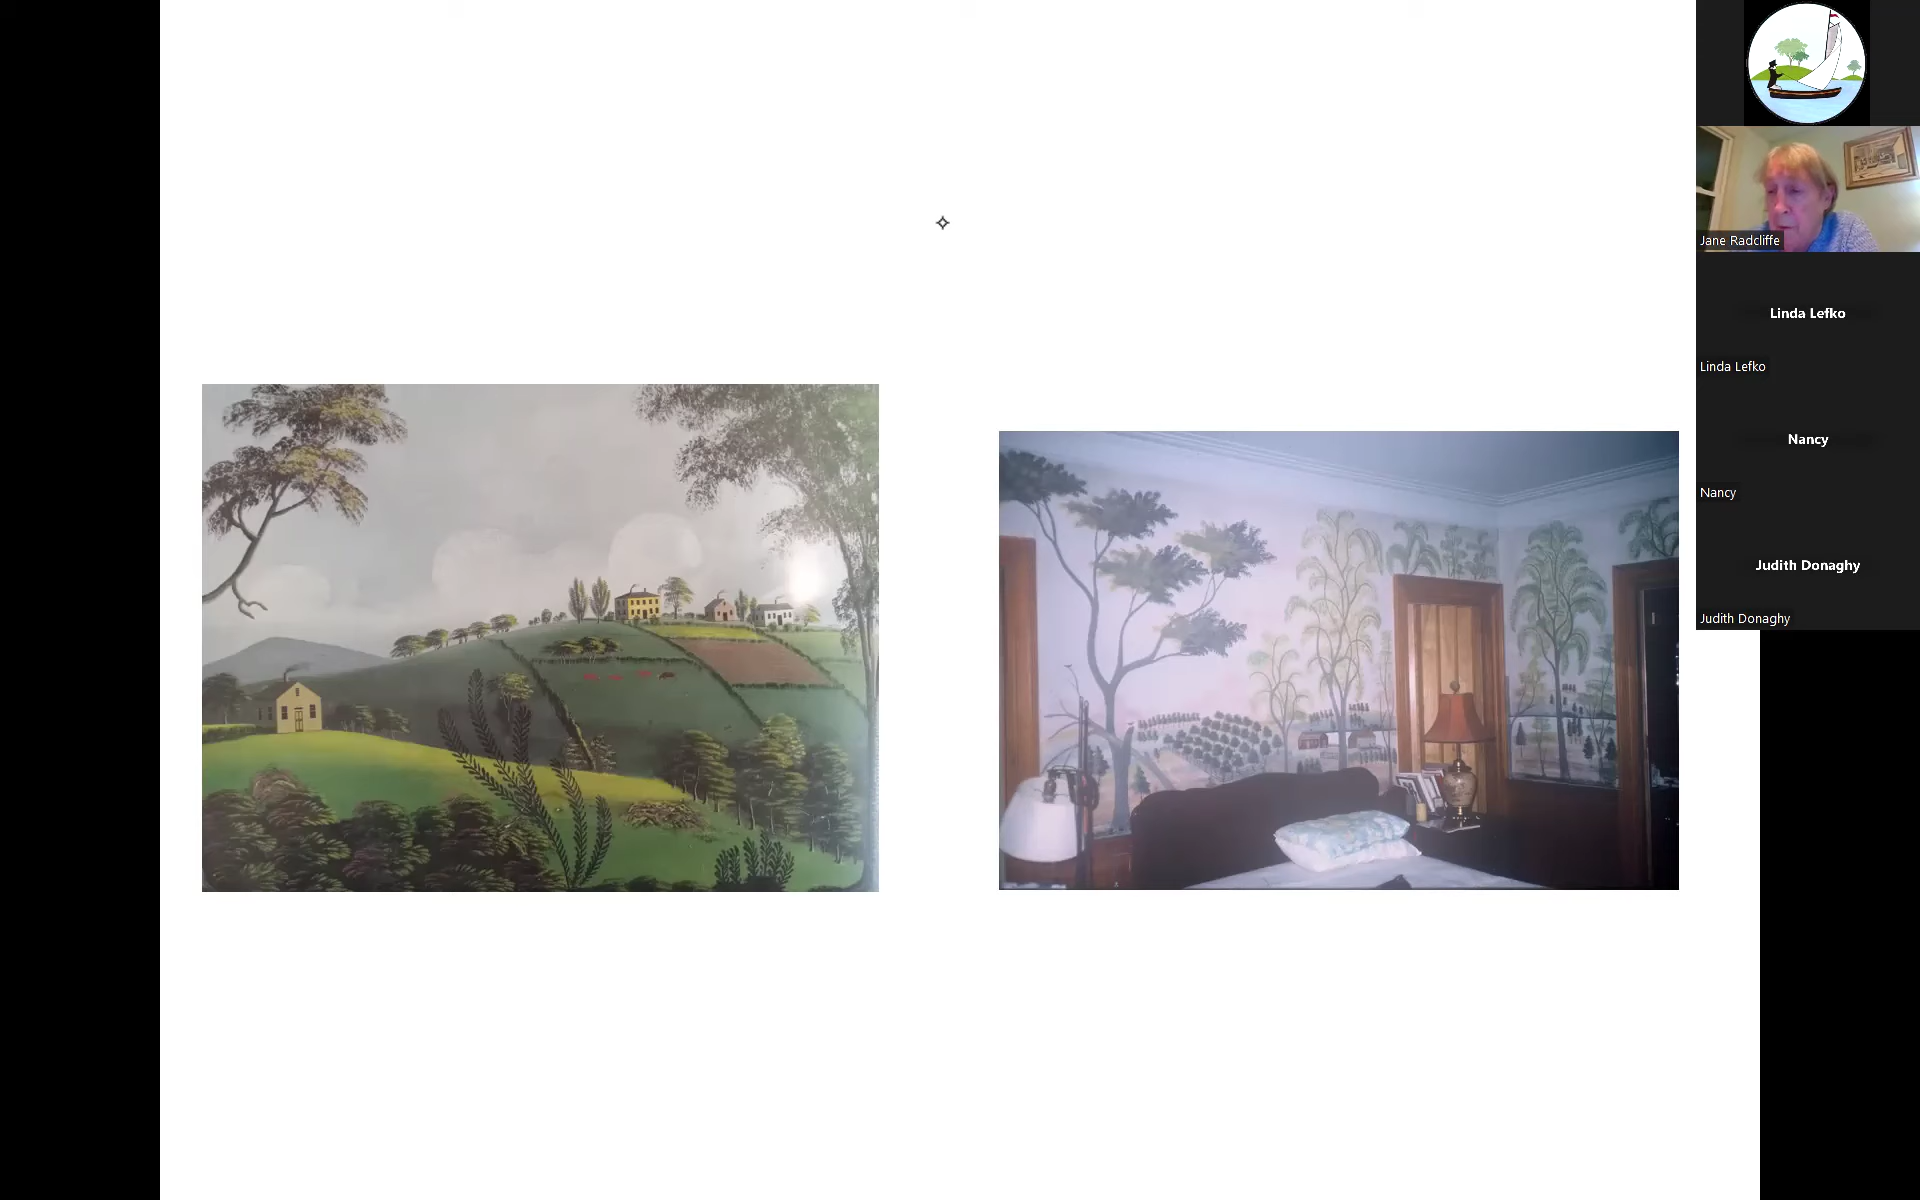 Jane Radcliffe
Linda Lefko
Linda Lefko
Nancy
Nancy
Judith Donaghy
Judith Donaghy